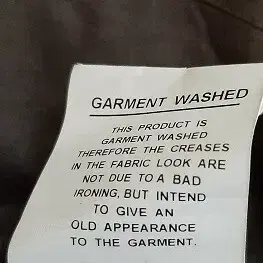 GARMENT WASHED
THIS PRODUCT IS
GARMENT WASHED
THEREFORE THE CREASES
IN THE FABRIC LOOK ARE
NOT DUE TO A BAD
IRONING, BUT INTEND
TO GIVE AN
OLD APPEARANCE
TO THE GARMENT.